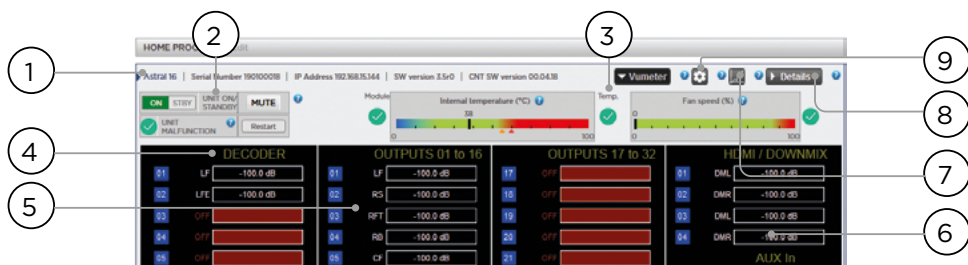 1
2
3
9
HOME PRO
Astral 16 | Serial Number 190100018 | IP Address 192.168.15.144 | SW version 3.5r0 | CNT SW version 00.04.18
Vumeter
Details
8
ON STBY UNIT ON/ STANDBY MUTE
UNIT MALFUNCTION Restart
Module
Internal temperature (°C)
38
0 100
Temp.
Fan speed (%)
0
0 100
4
DECODER
OUTPUTS 01 to 16
OUTPUTS 17 to 32
HDMI / DOWNMIX
7
01 LF -100.0 dB 01 LF -100.0 dB 17 OFF 01 DML -100.0 dB
02 LFE -100.0 dB 02 RS -100.0 dB 18 OFF 02 DMR -100.0 dB
5
03 OFF 03 RFT -100.0 dB 19 OFF 03 DML -100.0 dB
04 OFF 04 RB -100.0 dB 20 OFF 04 DMR -100.0 dB
6
05 OFF 05 CF -100.0 dB 21 OFF AUX In